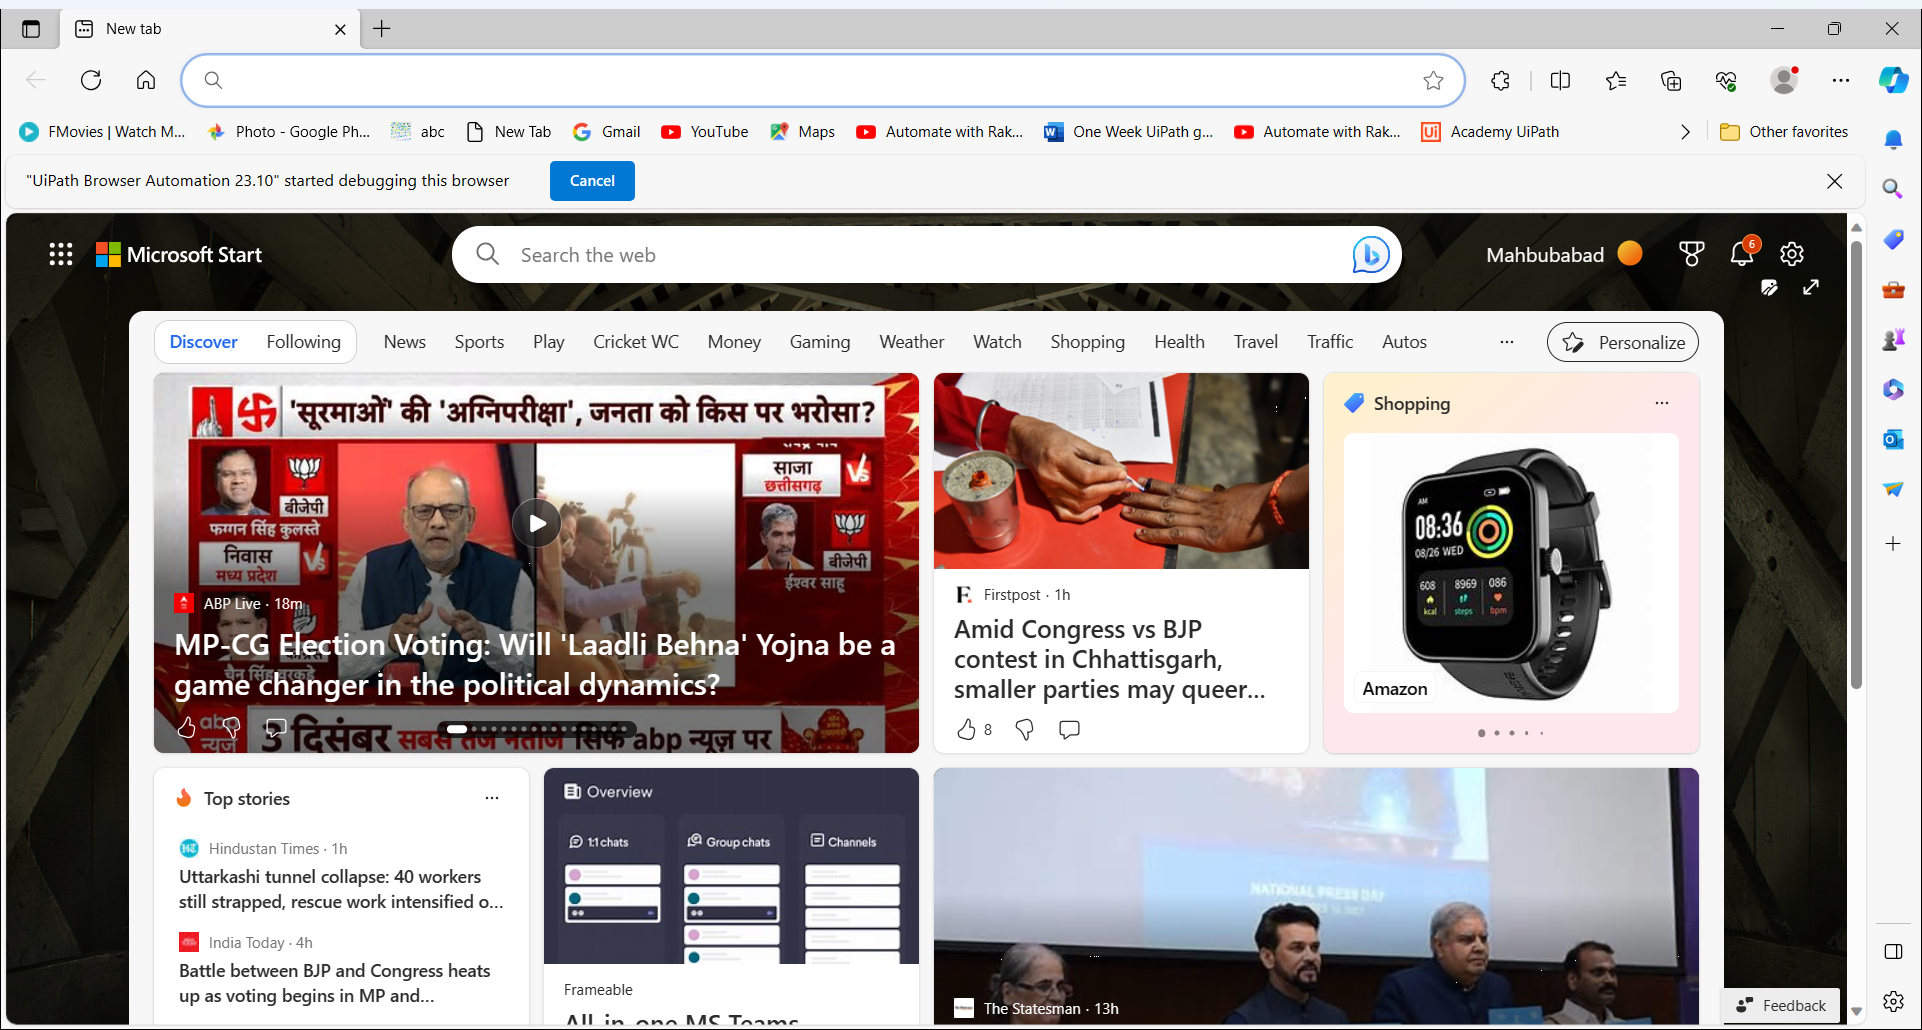 New tab
FMovies | Watch M...
Photo - Google Ph...
abc
New Tab
Gmail
YouTube
Maps
Automate with Rak...
One Week UiPath g...
Automate with Rak...
Academy UiPath
Other favorites
"UiPath Browser Automation 23.10" started debugging this browser
Cancel
Microsoft Start
Search the web
Mahbubabad
6
Discover
Following
News
Sports
Play
Cricket WC
Money
Gaming
Weather
Watch
Shopping
Health
Travel
Traffic
Autos
Personalize
'सूरमाओं' की 'अग्निपरीक्षा', जनता को किस पर भरोसा?
बीजेपी
फग्गन सिंह कुलस्ते
निवास
मध्य प्रदेश
VS
साजा
छत्तीसगढ़
VS
बीजेपी
ईश्वर साहू
ABP Live · 18m
MP-CG Election Voting: Will 'Laadli Behna' Yojna be a
game changer in the political dynamics?
abp
न्यूज़
3 दिसंबर सबसे तेज नतीजे सिर्फ abp न्यूज़ पर
Firstpost · 1h
Amid Congress vs BJP
contest in Chhattisgarh,
smaller parties may queer...
8
Shopping
AM
08:36
08/26 WED
608
8969
086
kcal
steps
bpm
Amazon
Top stories
Hindustan Times · 1h
Uttarkashi tunnel collapse: 40 workers
still strapped, rescue work intensified o...
India Today · 4h
Battle between BJP and Congress heats
up as voting begins in MP and...
Overview
1:1 chats
Group chats
Channels
Frameable
All-in-one MS Teams
NATIONAL PRESS DAY
The Statesman · 13h
Feedback